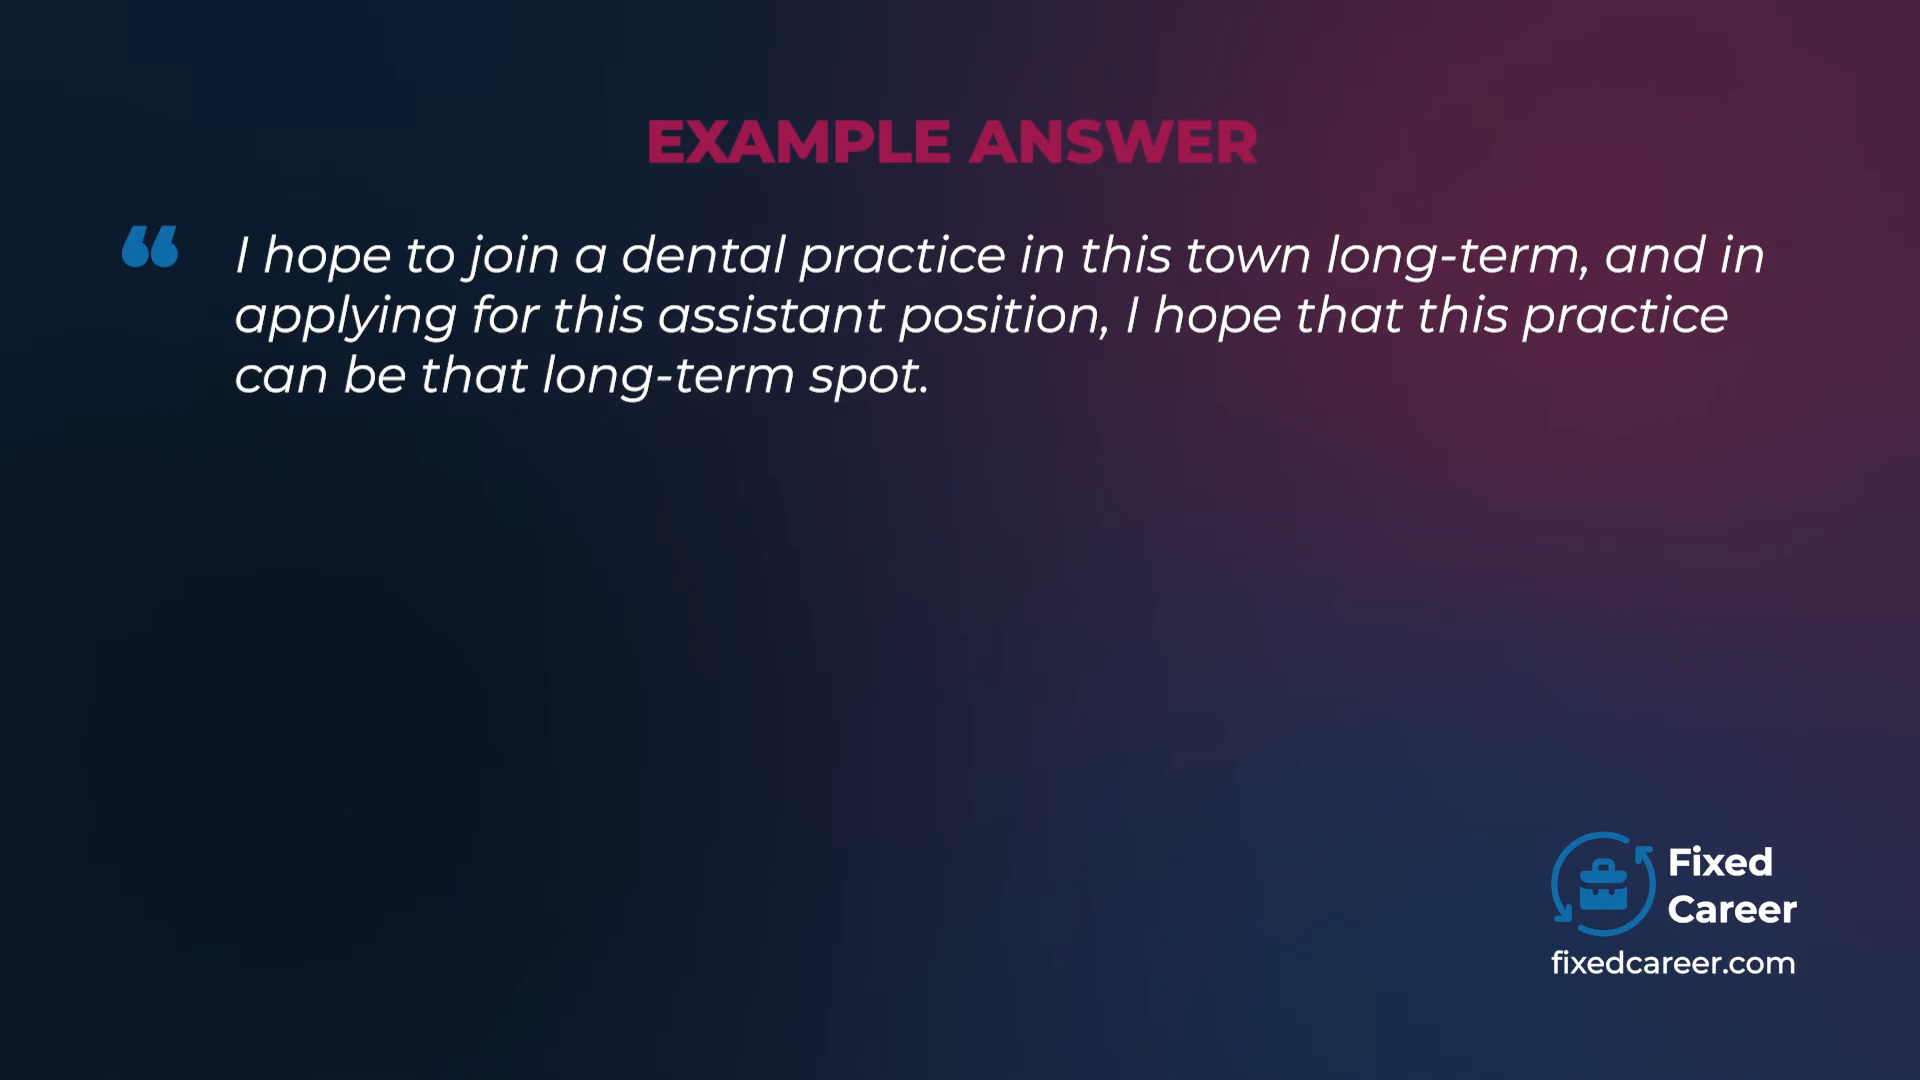 EXAMPLE ANSWER
“ I hope to join a dental practice in this town long-term, and in
applying for this assistant position, I hope that this practice
can be that long-term spot.
Fixed
Career
fixedcareer.com